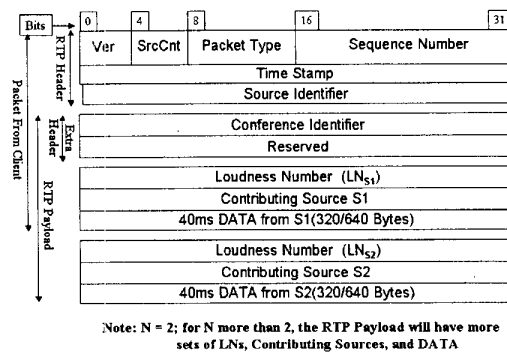 Bits 0 4 8 16 31
Ver SrcCnt Packet Type Sequence Number
Time Stamp
Source Identifier
RTP Header
Packet From Client
Conference Identifier
Reserved
Extra Header
RTP Payload
Loudness Number (LNS1)
Contributing Source S1
40ms DATA from S1(320/640 Bytes)
Loudness Number (LNS2)
Contributing Source S2
40ms DATA from S2(320/640 Bytes)
Note: N = 2; for N more than 2, the RTP Payload will have more
sets of LNs, Contributing Sources, and DATA